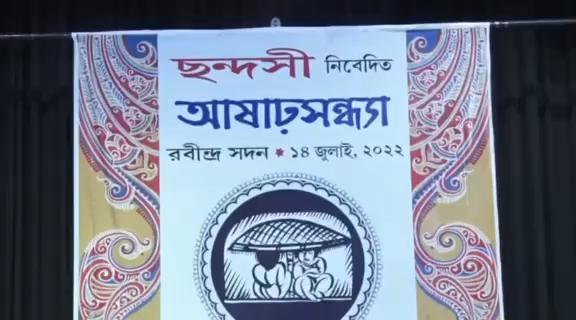 ছন্দসী নিবেদিত
আষাঢ়সন্ধ্যা
রবীন্দ্র সদন * ১৪ জুলাই, ২০২২